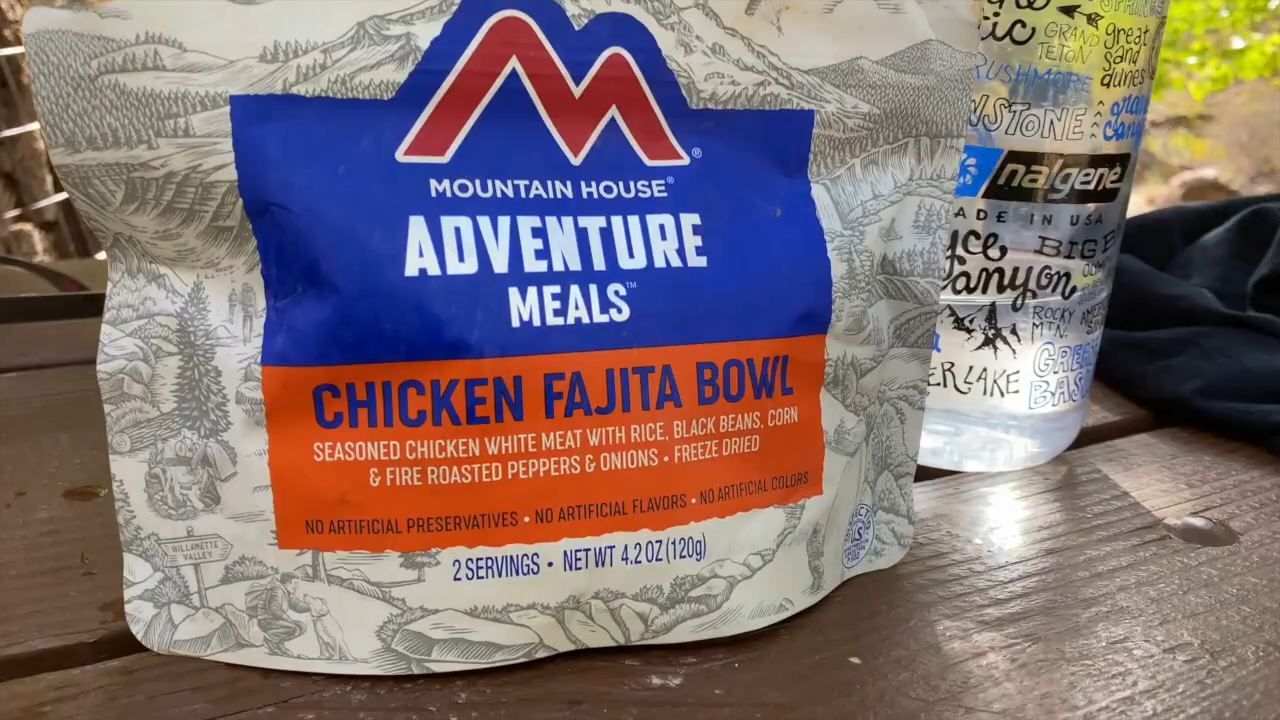 MOUNTAIN HOUSE®
ADVENTURE
MEALS™
CHICKEN FAJITA BOWL
SEASONED CHICKEN WHITE MEAT WITH RICE, BLACK BEANS, CORN
& FIRE ROASTED PEPPERS & ONIONS • FREEZE DRIED
NO ARTIFICIAL PRESERVATIVES • NO ARTIFICIAL FLAVORS • NO ARTIFICIAL COLORS
2 SERVINGS • NET WT 4.2 OZ (120g)
WILLAMETTE
VALLEY
tic
GRAND
TETON
great
sand
dunes
RUSHMORE
STONE
nalgene
ADE IN USA
yce
canyon
BIG B
ROCKY
MTN.
ER LAKE
GREA
BAS